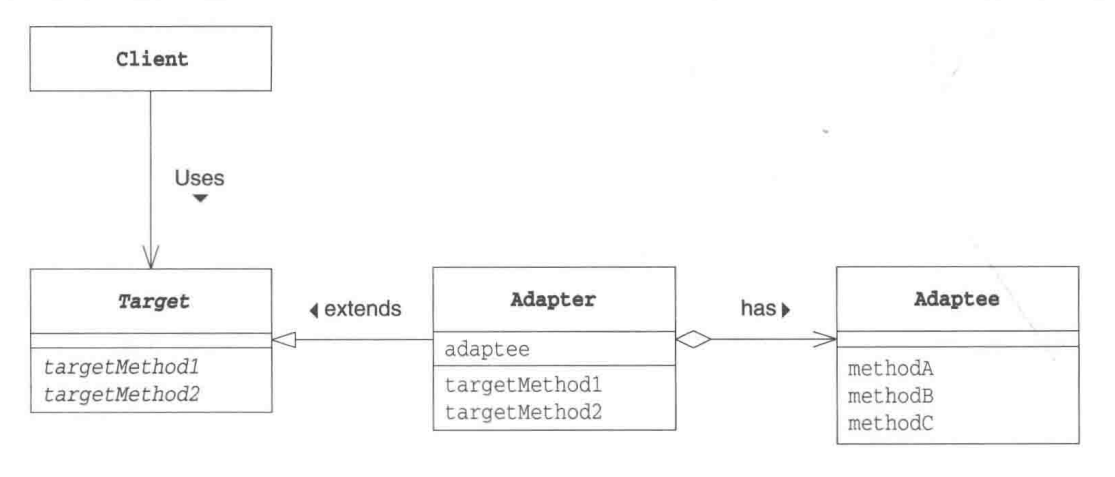 Client
Uses
Target
targetMethod1
targetMethod2
extends
Adapter
adaptee
targetMethod1
targetMethod2
has
Adaptee
methodA
methodB
methodC